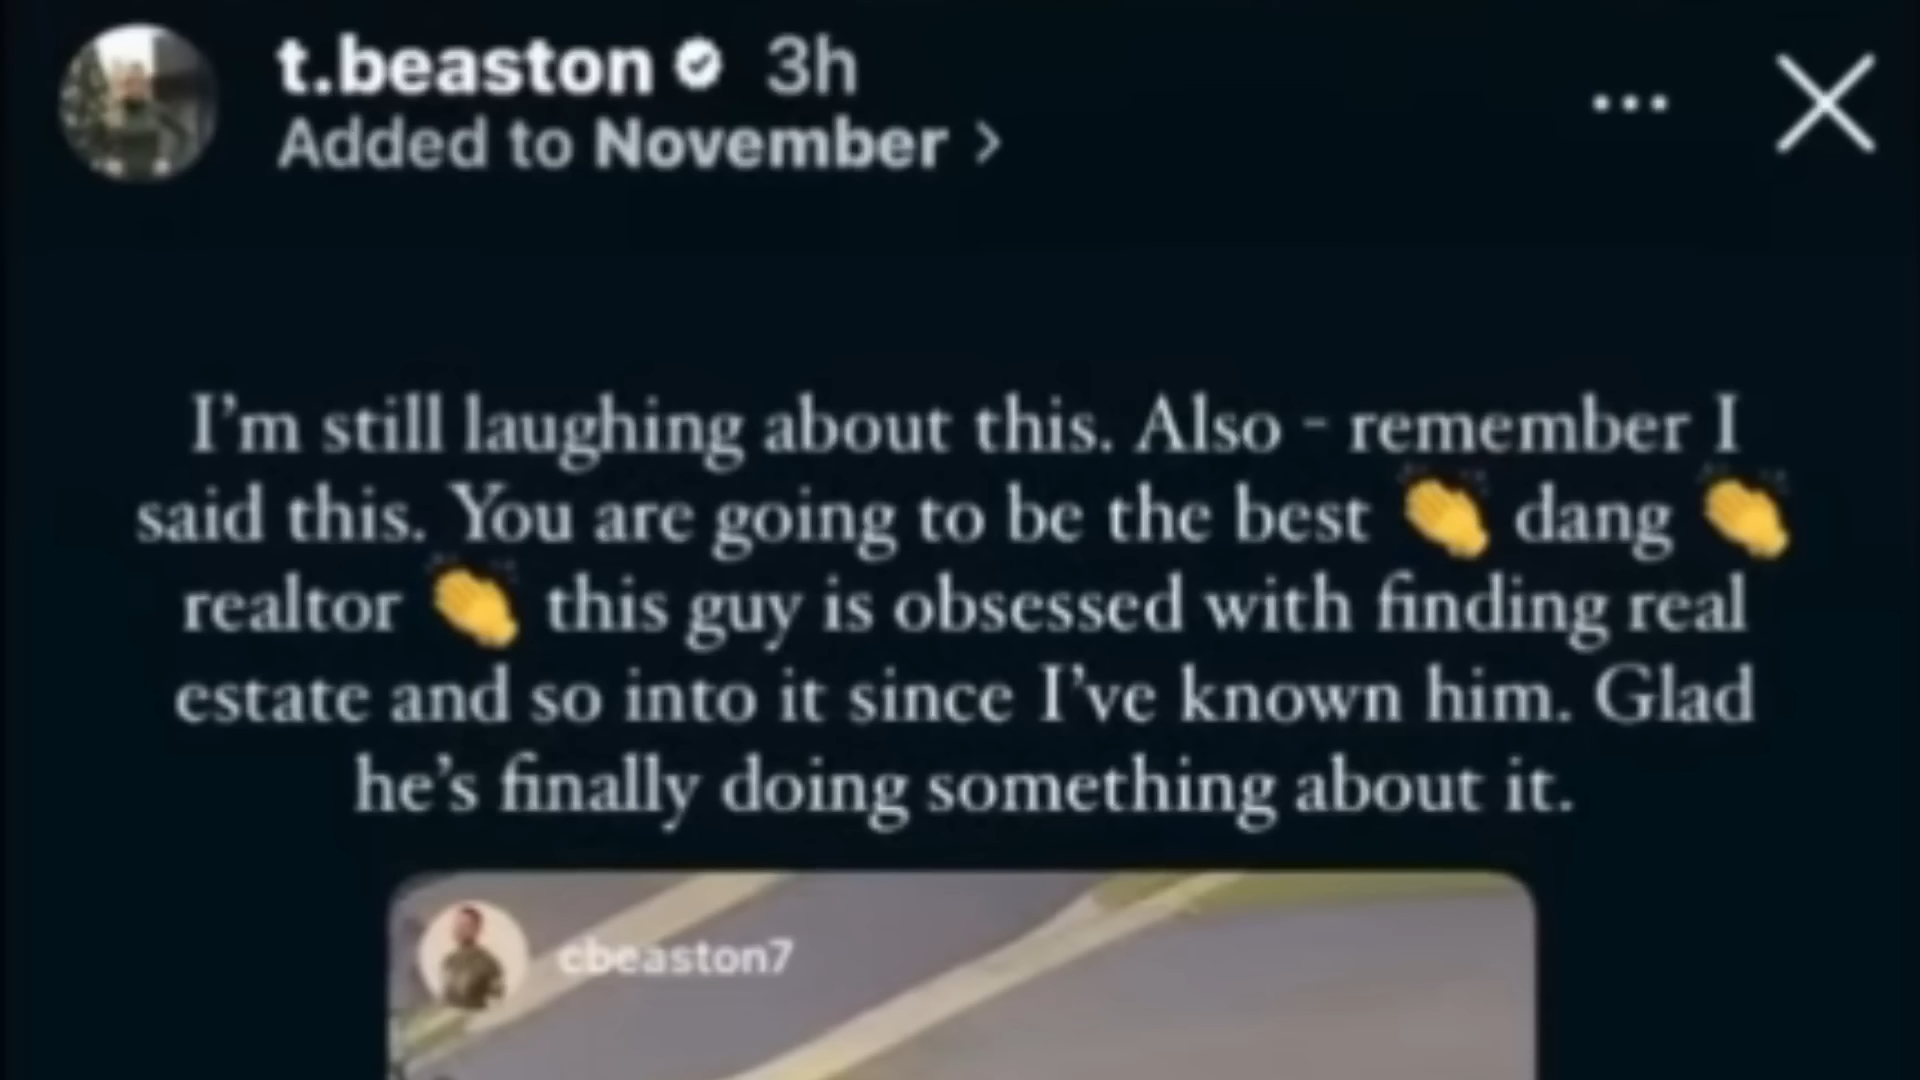 t.beaston 3h
Added to November >
I'm still laughing about this. Also - remember I
said this. You are going to be the best 👏 dang 👏
realtor 👏 this guy is obsessed with finding real
estate and so into it since I've known him. Glad
he's finally doing something about it.
cbeaston7